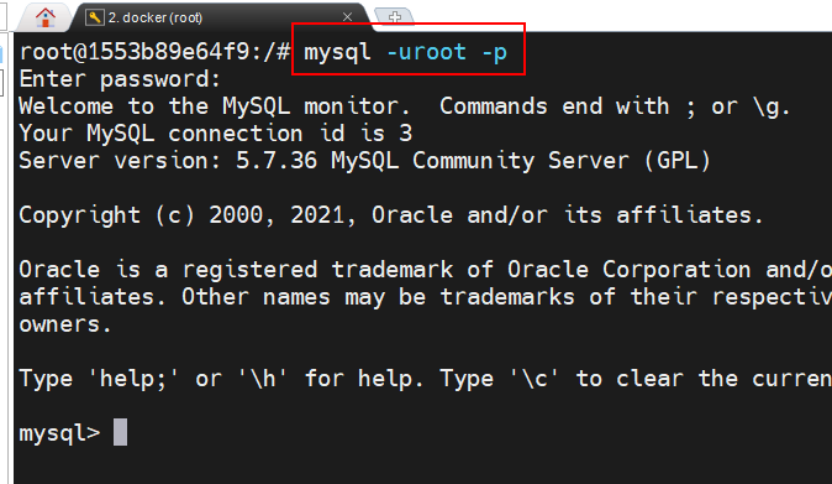 2. docker (root)
root@1553b89e64f9:/# mysql -uroot -p
Enter password:
Welcome to the MySQL monitor.  Commands end with ; or \g.
Your MySQL connection id is 3
Server version: 5.7.36 MySQL Community Server (GPL)
Copyright (c) 2000, 2021, Oracle and/or its affiliates.
Oracle is a registered trademark of Oracle Corporation and/o
affiliates. Other names may be trademarks of their respectiv
owners.
Type 'help;' or '\h' for help. Type '\c' to clear the curren
mysql>